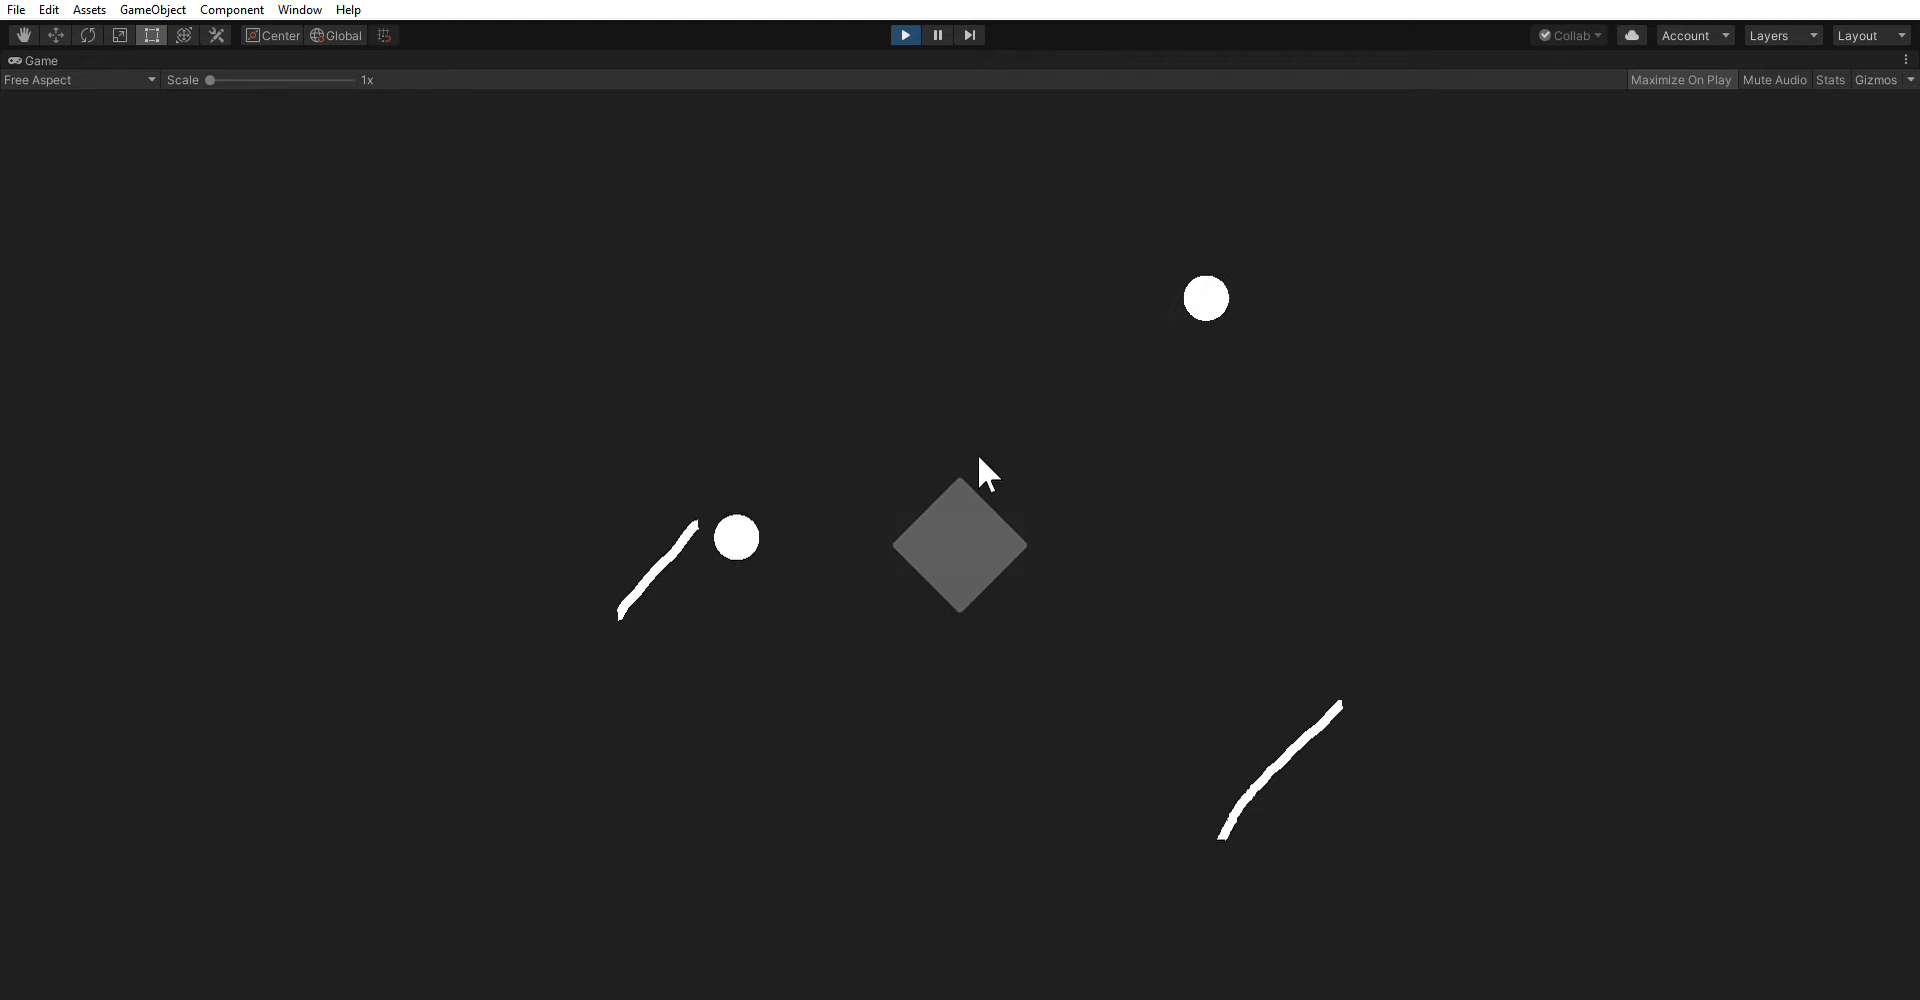 File Edit Assets GameObject Component Window Help
Center Global Collab Account Layers Layout
Game
Free Aspect Scale 1x Maximize On Play Mute Audio Stats Gizmos